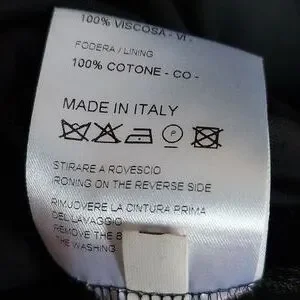 100% VISCOSA - VI -
FODERA / LINING
100% COTONE - CO -
MADE IN ITALY
STIRARE A ROVESCIO
RONING ON THE REVERSE SIDE
RIMUOVERE LA CINTURA PRIMA
DEL LAVAGGIO
REMOVE THE B
THE WASHING